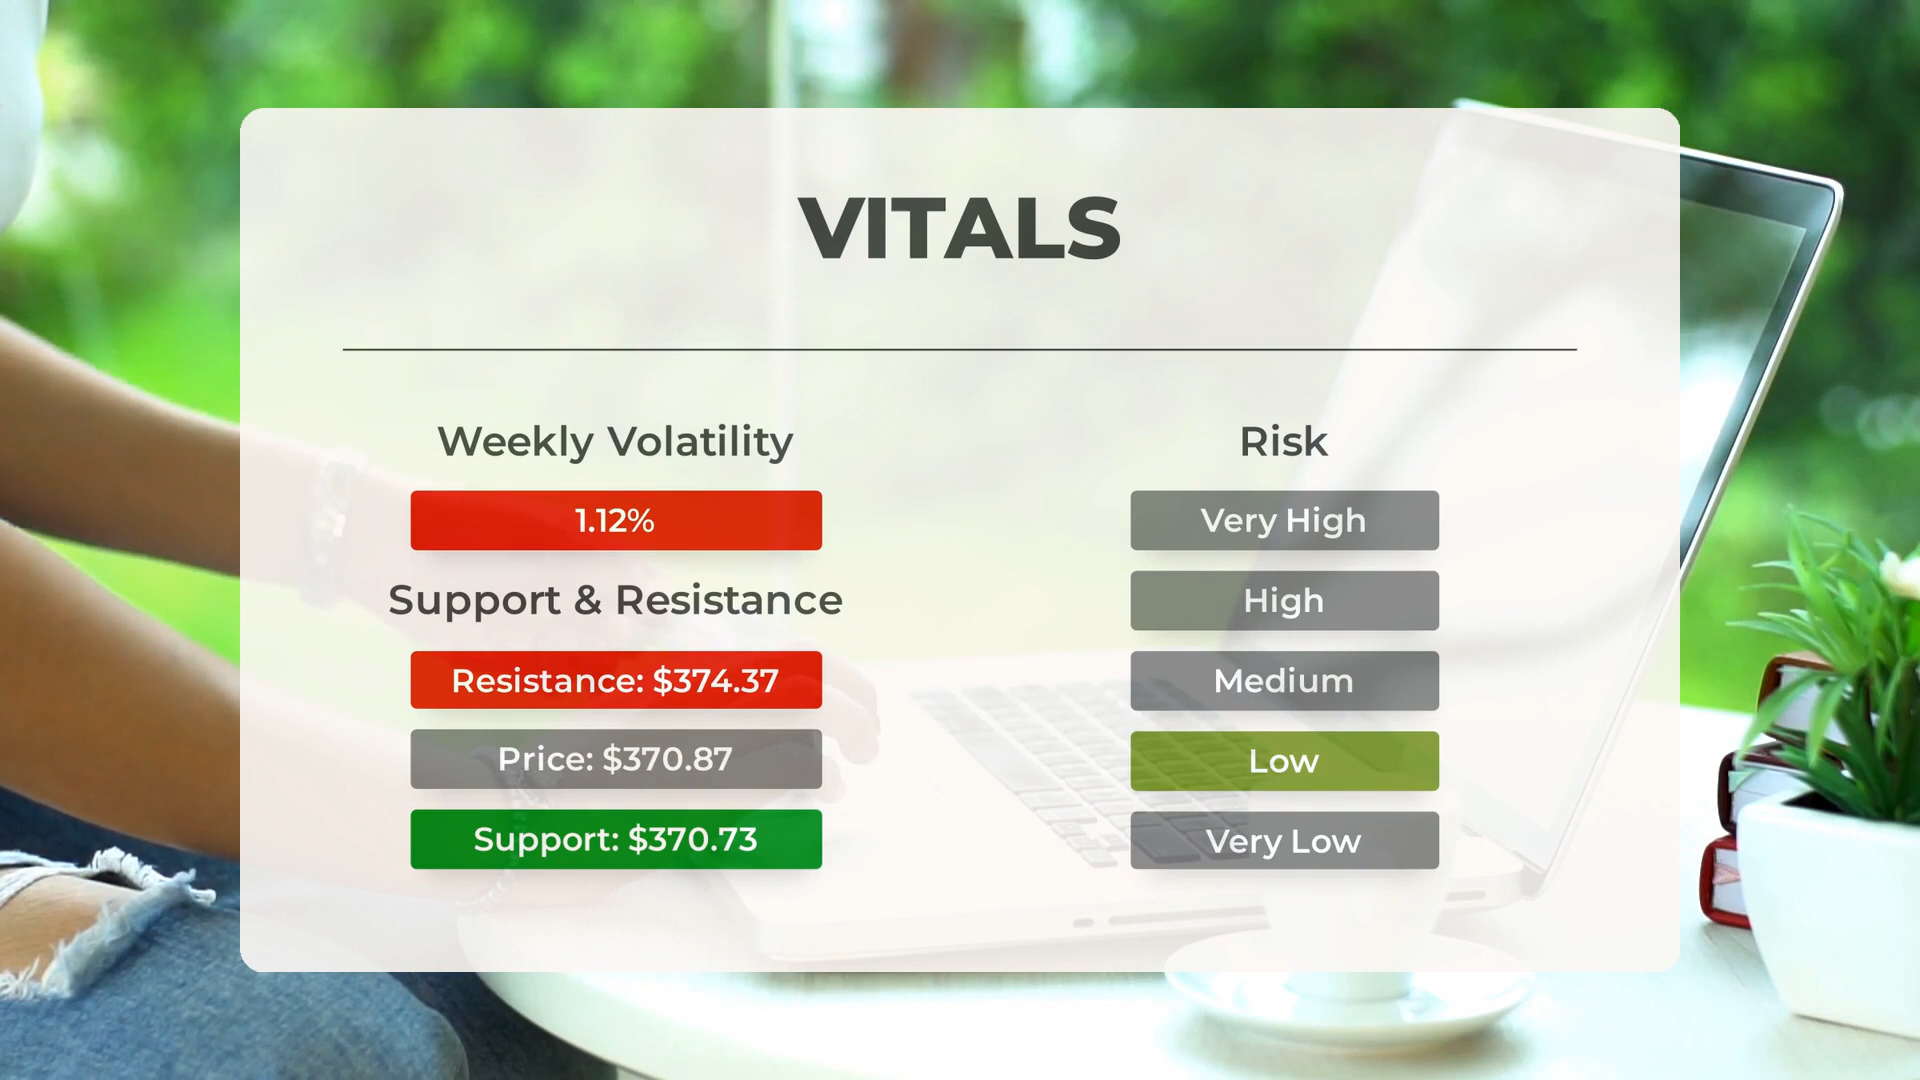 VITALS
Weekly Volatility
1.12%
Support & Resistance
Resistance: $374.37
Price: $370.87
Support: $370.73
Risk
Very High
High
Medium
Low
Very Low